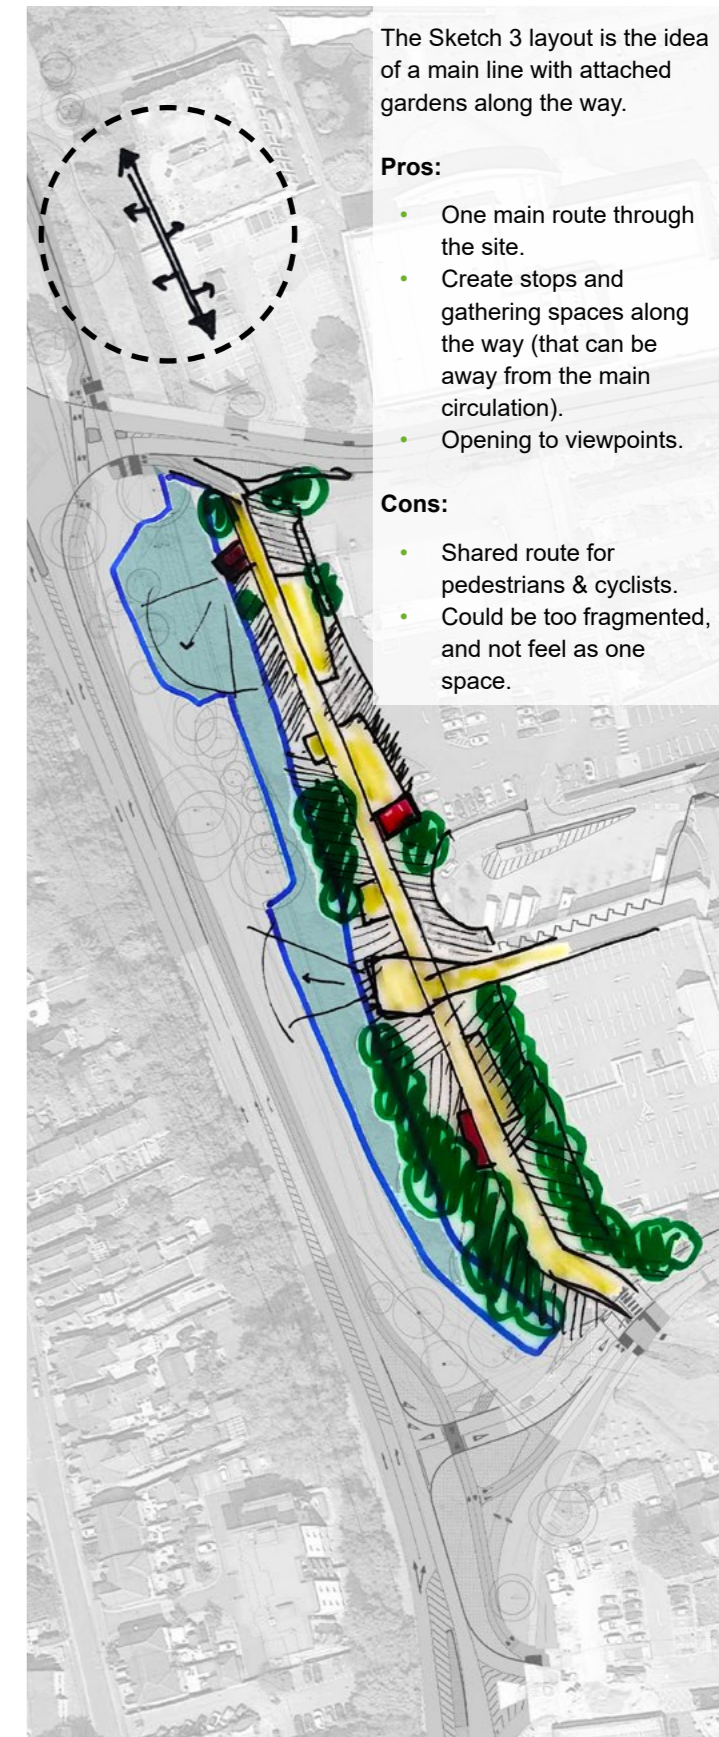 The Sketch 3 layout is the idea
of a main line with attached
gardens along the way.
Pros:
• One main route through
the site.
• Create stops and
gathering spaces along
the way (that can be
away from the main
circulation).
• Opening to viewpoints.
Cons:
• Shared route for
pedestrians & cyclists.
• Could be too fragmented,
and not feel as one
space.